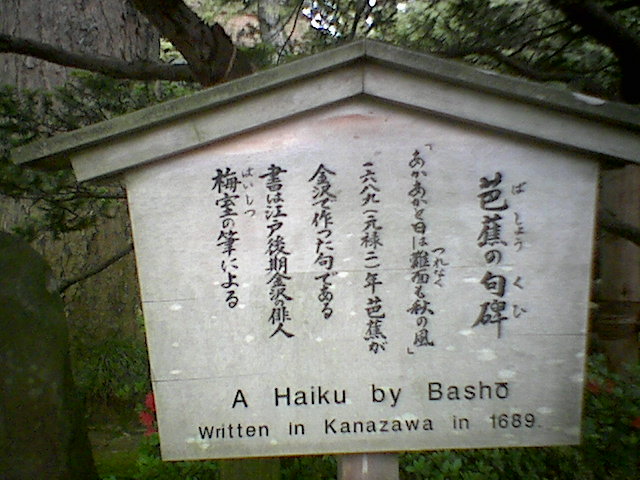 芭蕉の句碑
ばしょう くひ
「あかあかと日は難面も秋の風」
つれなく
一六八九(元禄二)年 芭蕉が
金沢で作った句である
書は江戸後期金沢の俳人
梅室の筆による
ばいしつ
A Haiku by Bashō
Written in Kanazawa in 1689.